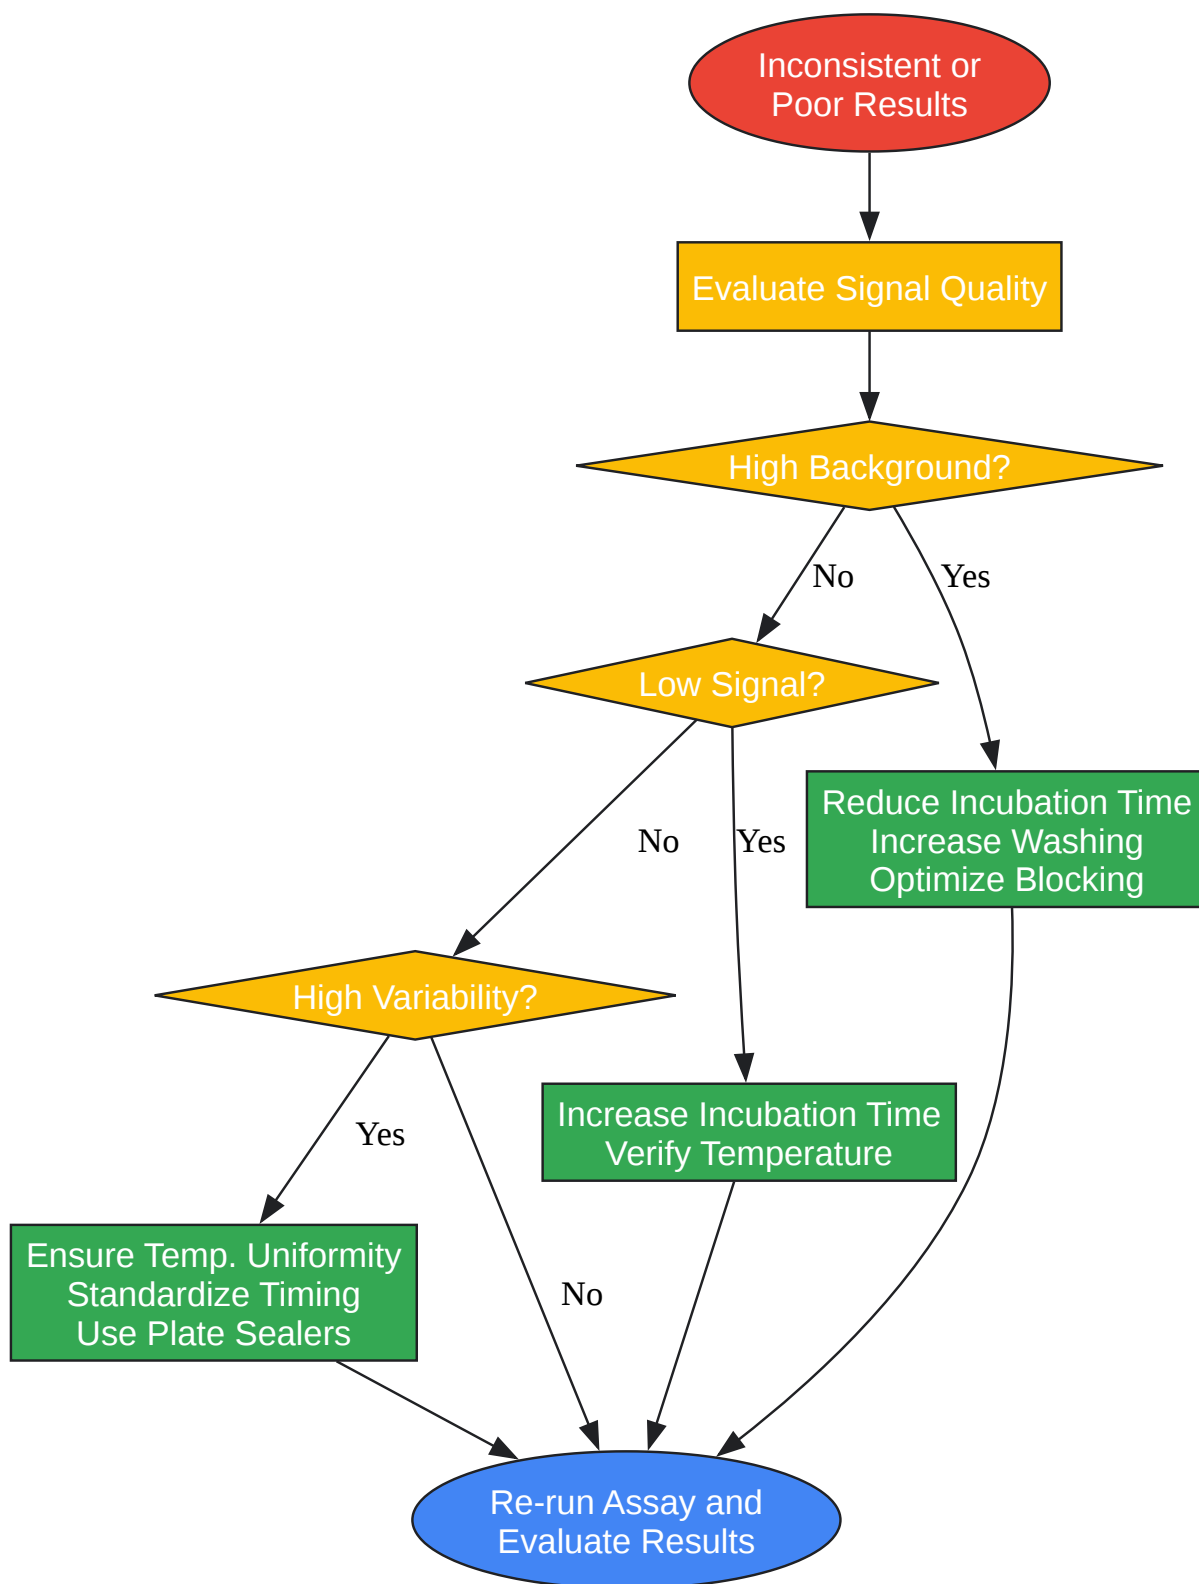 Inconsistent or
Poor Results
Evaluate Signal Quality
High Background?
No
Yes
Low Signal?
Reduce Incubation Time
Increase Washing
Optimize Blocking
No
Yes
High Variability?
Increase Incubation Time
Verify Temperature
Yes
Ensure Temp. Uniformity
Standardize Timing
Use Plate Sealers
No
Re-run Assay and
Evaluate Results